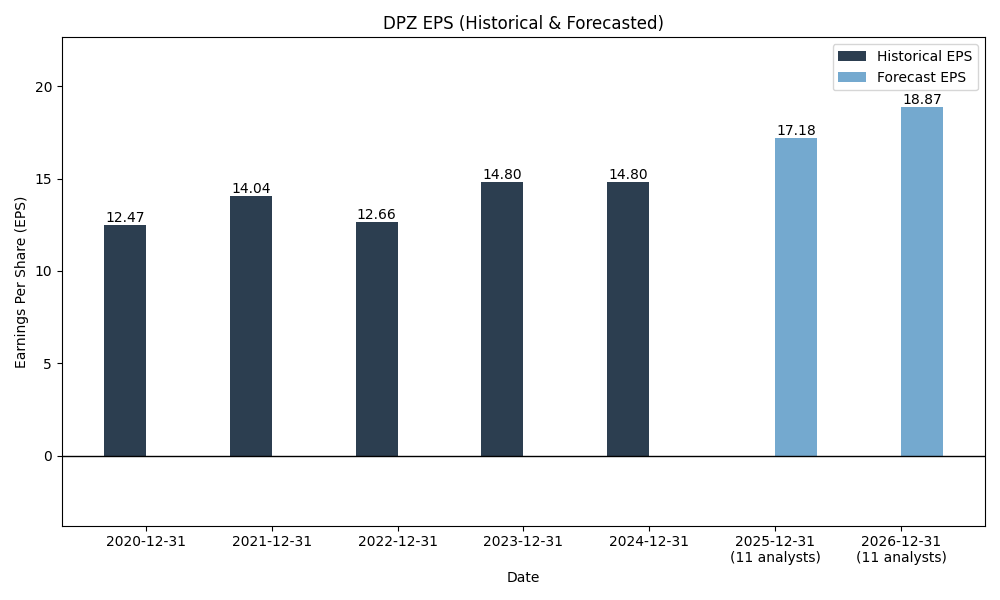 DPZ EPS (Historical & Forecasted)
Historical EPS
Forecast EPS
Earnings Per Share (EPS)
20
15
10
5
0
12.47
14.04
12.66
14.80
14.80
17.18
18.87
2020-12-31
2021-12-31
2022-12-31
2023-12-31
2024-12-31
2025-12-31
(11 analysts)
2026-12-31
(11 analysts)
Date